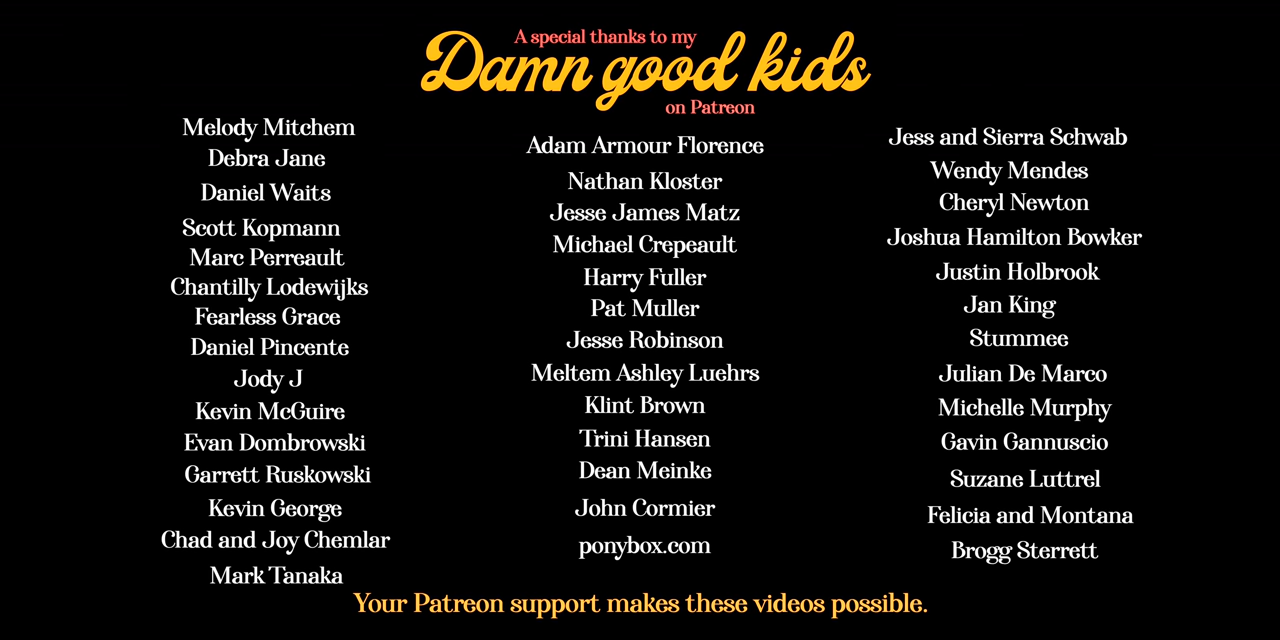 A special thanks to my
Damn good kids
on Patreon
Melody Mitchem
Debra Jane
Daniel Waits
Scott Kopmann
Marc Perreault
Chantilly Lodewijks
Fearless Grace
Daniel Pincente
Jody J
Kevin McGuire
Evan Dombrowski
Garrett Ruskowski
Kevin George
Chad and Joy Chemlar
Mark Tanaka
Adam Armour Florence
Nathan Kloster
Jesse James Matz
Michael Crepeault
Harry Fuller
Pat Muller
Jesse Robinson
Meltem Ashley Luehrs
Klint Brown
Trini Hansen
Dean Meinke
John Cormier
ponybox.com
Jess and Sierra Schwab
Wendy Mendes
Cheryl Newton
Joshua Hamilton Bowker
Justin Holbrook
Jan King
Stummee
Julian De Marco
Michelle Murphy
Gavin Gannuscio
Suzane Luttrel
Felicia and Montana
Brogg Sterrett
Your Patreon support makes these videos possible.